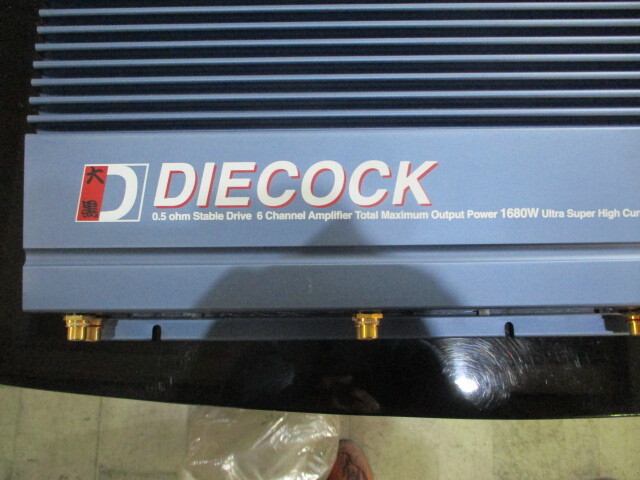 大
D DIECOCK
0.5 ohm Stable Drive 6 Channel Amplifier Total Maximum Output Power 1680W Ultra Super High Cur